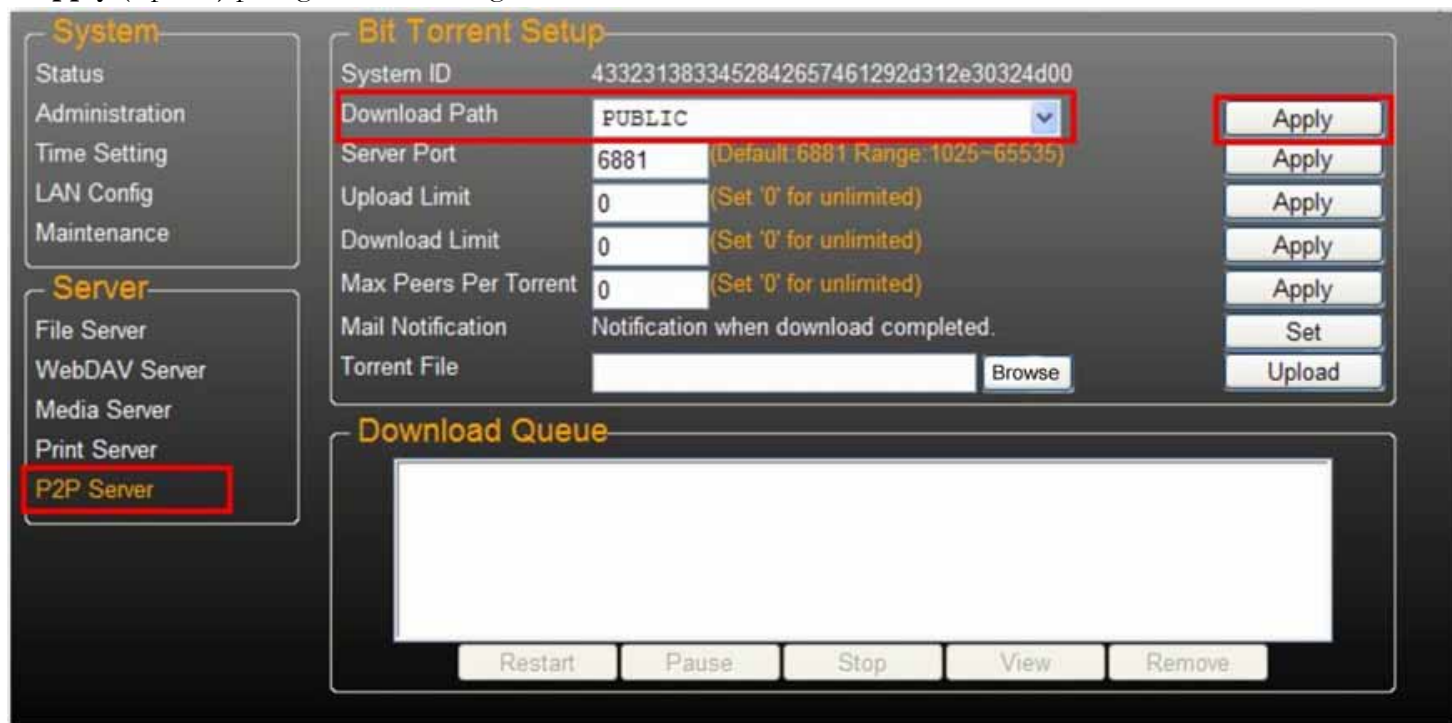 System
Status
Administration
Time Setting
LAN Config
Maintenance
Server
File Server
WebDAV Server
Media Server
Print Server
P2P Server
Bit Torrent Setup
System ID 433231383345284265746129​2d312e30324d00
Download Path PUBLIC Apply
Server Port 6881 (Default:6881 Range:1025~65535) Apply
Upload Limit 0 (Set '0' for unlimited) Apply
Download Limit 0 (Set '0' for unlimited) Apply
Max Peers Per Torrent 0 (Set '0' for unlimited) Apply
Mail Notification Notification when download completed. Set
Torrent File Browse Upload
Download Queue
Restart Pause Stop View Remove